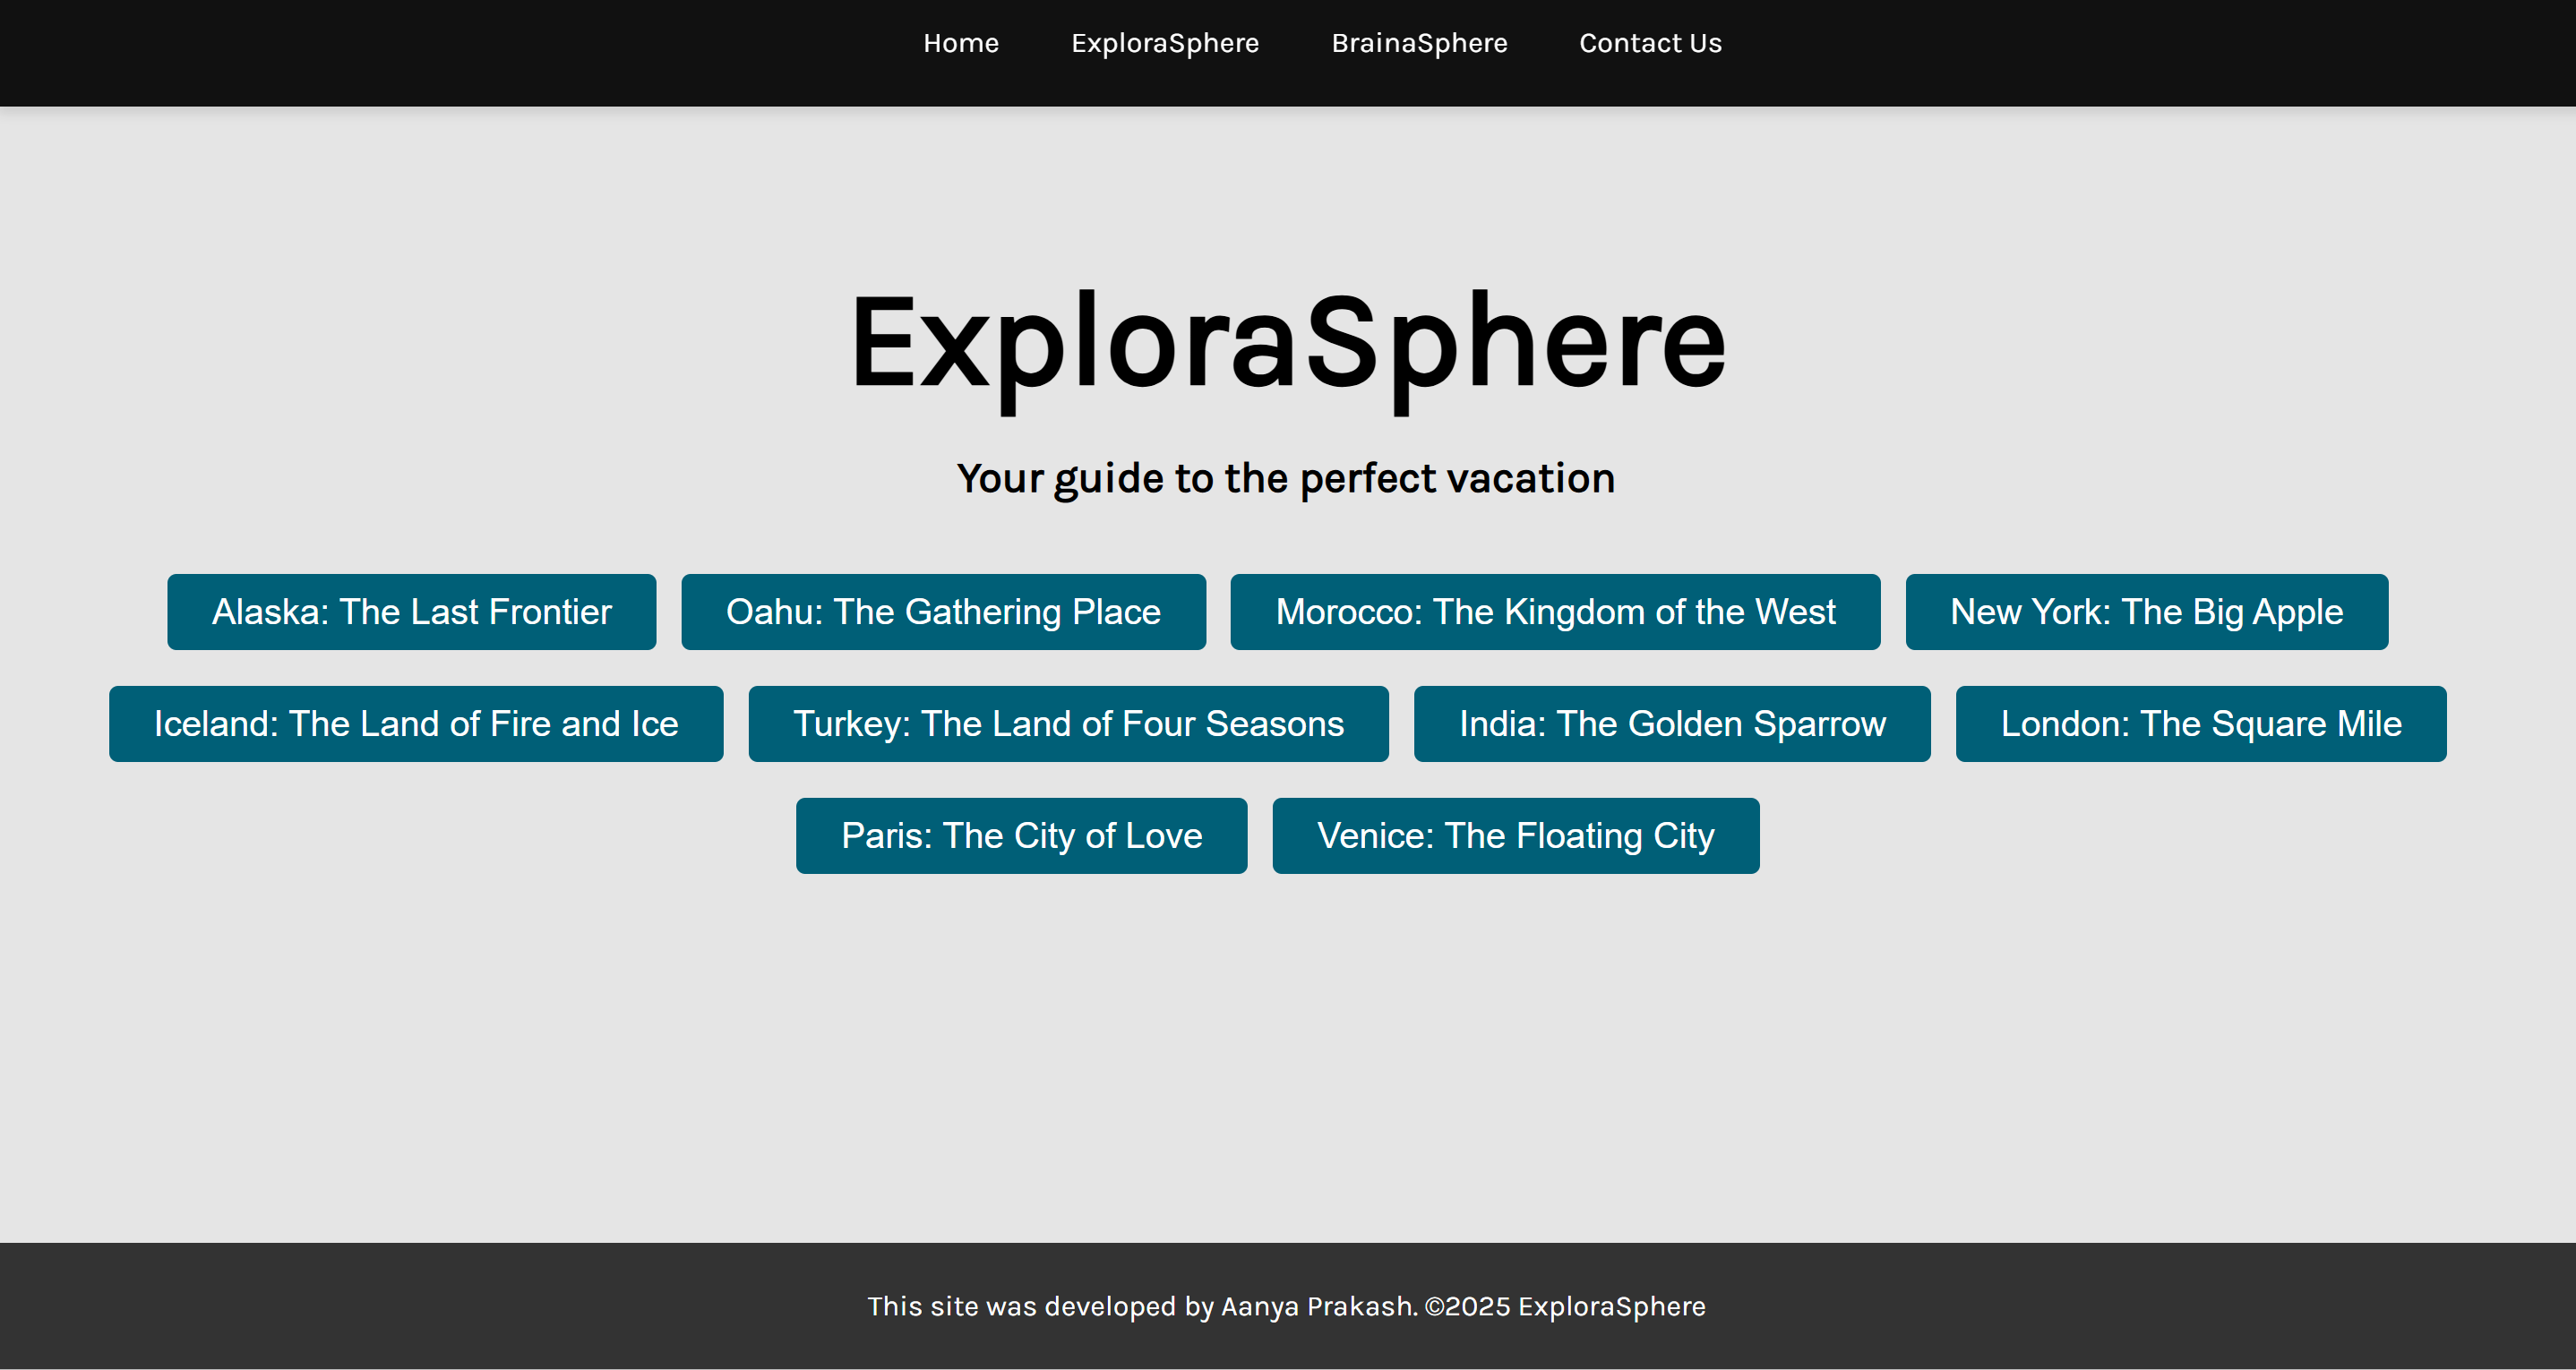 Home ExploraSphere BrainaSphere Contact Us
ExploraSphere
Your guide to the perfect vacation
Alaska: The Last Frontier Oahu: The Gathering Place Morocco: The Kingdom of the West New York: The Big Apple
Iceland: The Land of Fire and Ice Turkey: The Land of Four Seasons India: The Golden Sparrow London: The Square Mile
Paris: The City of Love Venice: The Floating City
This site was developed by Aanya Prakash. ©2025 ExploraSphere